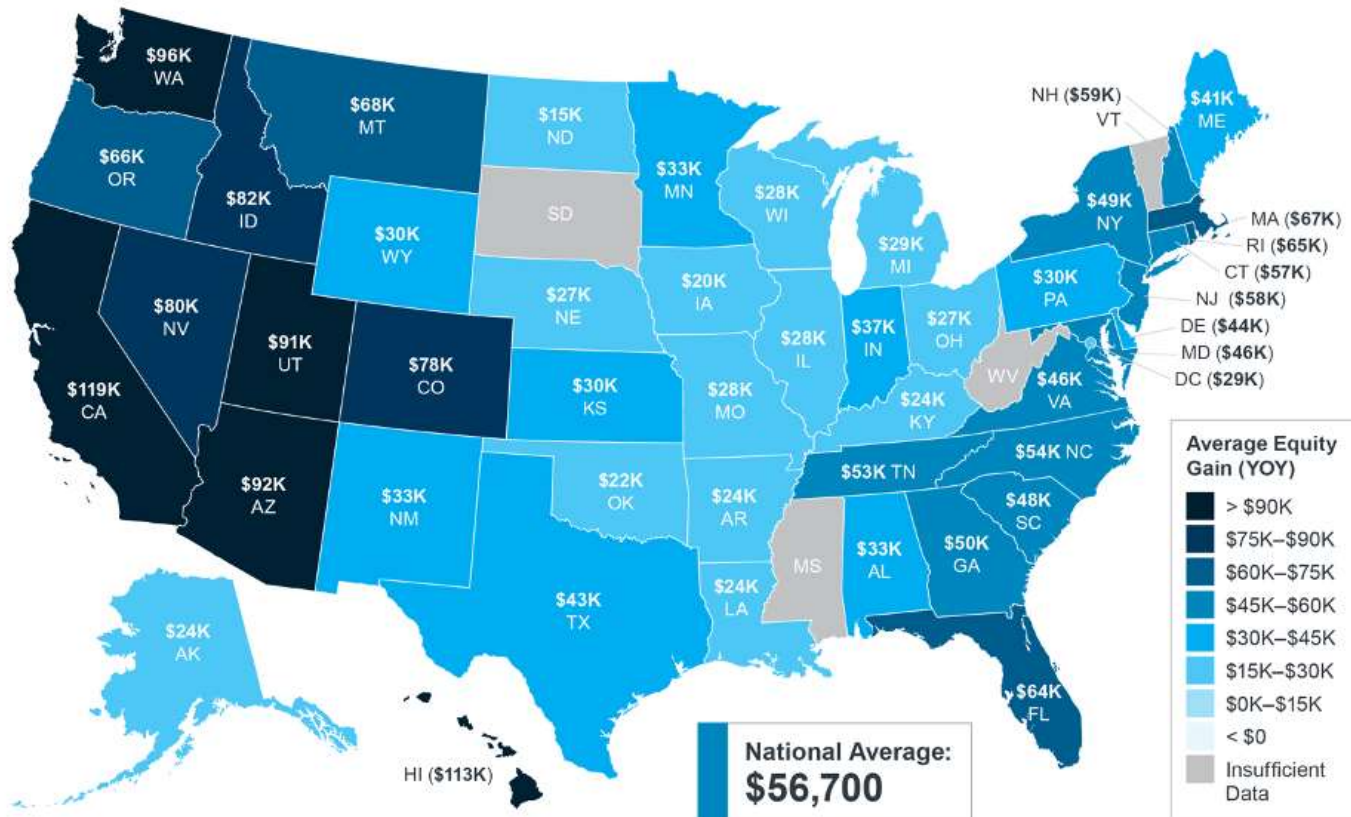 $96K
WA
$68K
MT
$15K
ND
$33K
MN
NH ($59K)
VT
$41K
ME
$66K
OR
$82K
ID
SD
$28K
WI
$49K
NY
$30K
WY
$29K
MI
MA ($67K)
RI ($65K)
CT ($57K)
$20K
IA
$30K
PA
$27K
NE
$27K
OH
NJ ($58K)
$80K
NV
$91K
UT
$78K
CO
$28K
IL
$37K
IN
DE ($44K)
MD ($46K)
DC ($29K)
WV
$46K
VA
$119K
CA
$30K
KS
$28K
MO
$24K
KY
$54K NC
$53K TN
$92K
AZ
$33K
NM
$22K
OK
$24K
AR
$48K
SC
MS
$33K
AL
$50K
GA
$43K
TX
$24K
LA
$24K
AK
$64K
FL
HI ($113K)
National Average:
$56,700
Average Equity
Gain (YOY)
> $90K
$75K–$90K
$60K–$75K
$45K–$60K
$30K–$45K
$15K–$30K
$0K–$15K
< $0
Insufficient
Data